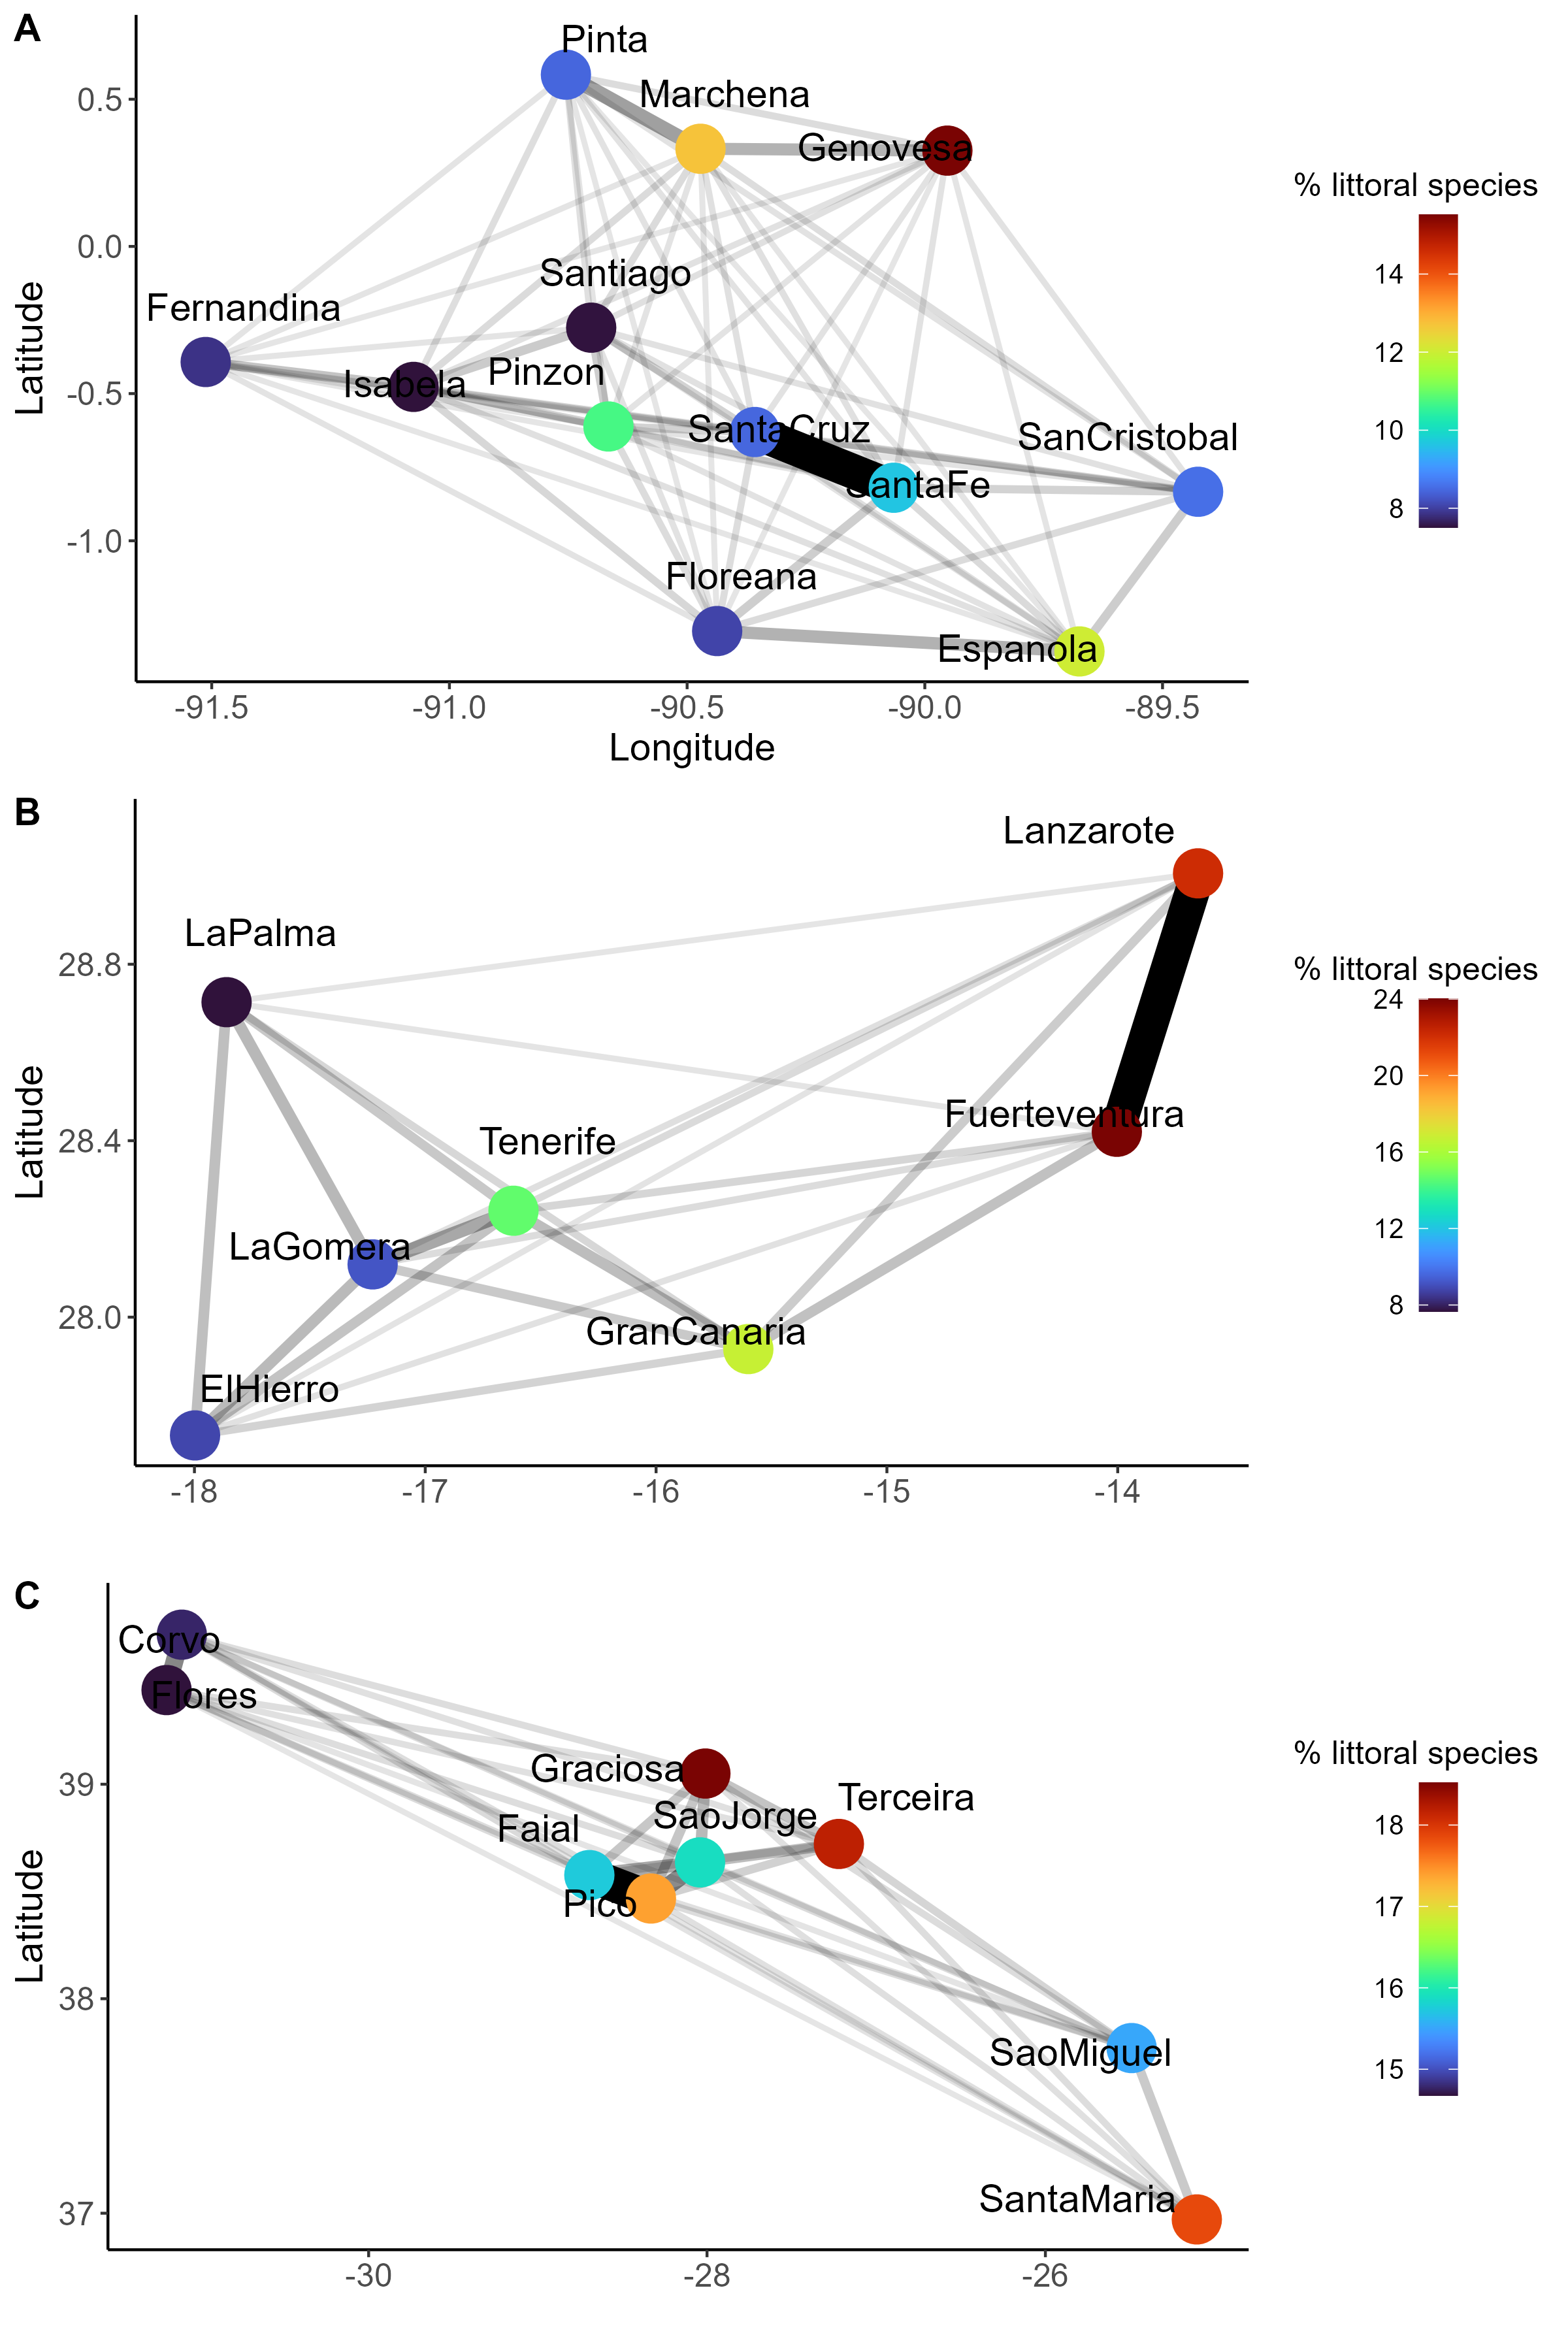 A
Pinta
Marchena
Genovesa
Santiago
Fernandina
Isabela
Pinzon
SantaCruz
SantaFe
SanCristobal
Floreana
Espanola
0.5
0.0
-0.5
-1.0
Latitude
-91.5
-91.0
-90.5
-90.0
-89.5
Longitude
% littoral species
14
12
10
8
B
Lanzarote
LaPalma
Fuerteventura
Tenerife
LaGomera
GranCanaria
ElHierro
28.8
28.4
28.0
Latitude
-18
-17
-16
-15
-14
% littoral species
24
20
16
12
8
C
Corvo
Flores
Graciosa
Terceira
SaoJorge
Faial
Pico
SaoMiguel
SantaMaria
39
38
37
Latitude
-30
-28
-26
% littoral species
18
17
16
15